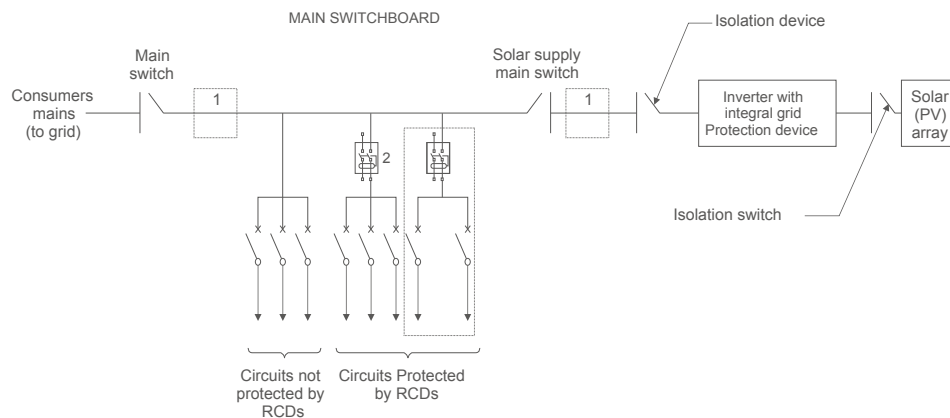 MAIN SWITCHBOARD
Isolation device
Main
switch
Solar supply
main switch
Consumers
mains
(to grid)
1
1
Inverter with
integral grid
Protection device
Solar
(PV)
array
2
Isolation switch
Circuits not
protected by
RCDs
Circuits Protected
by RCDs